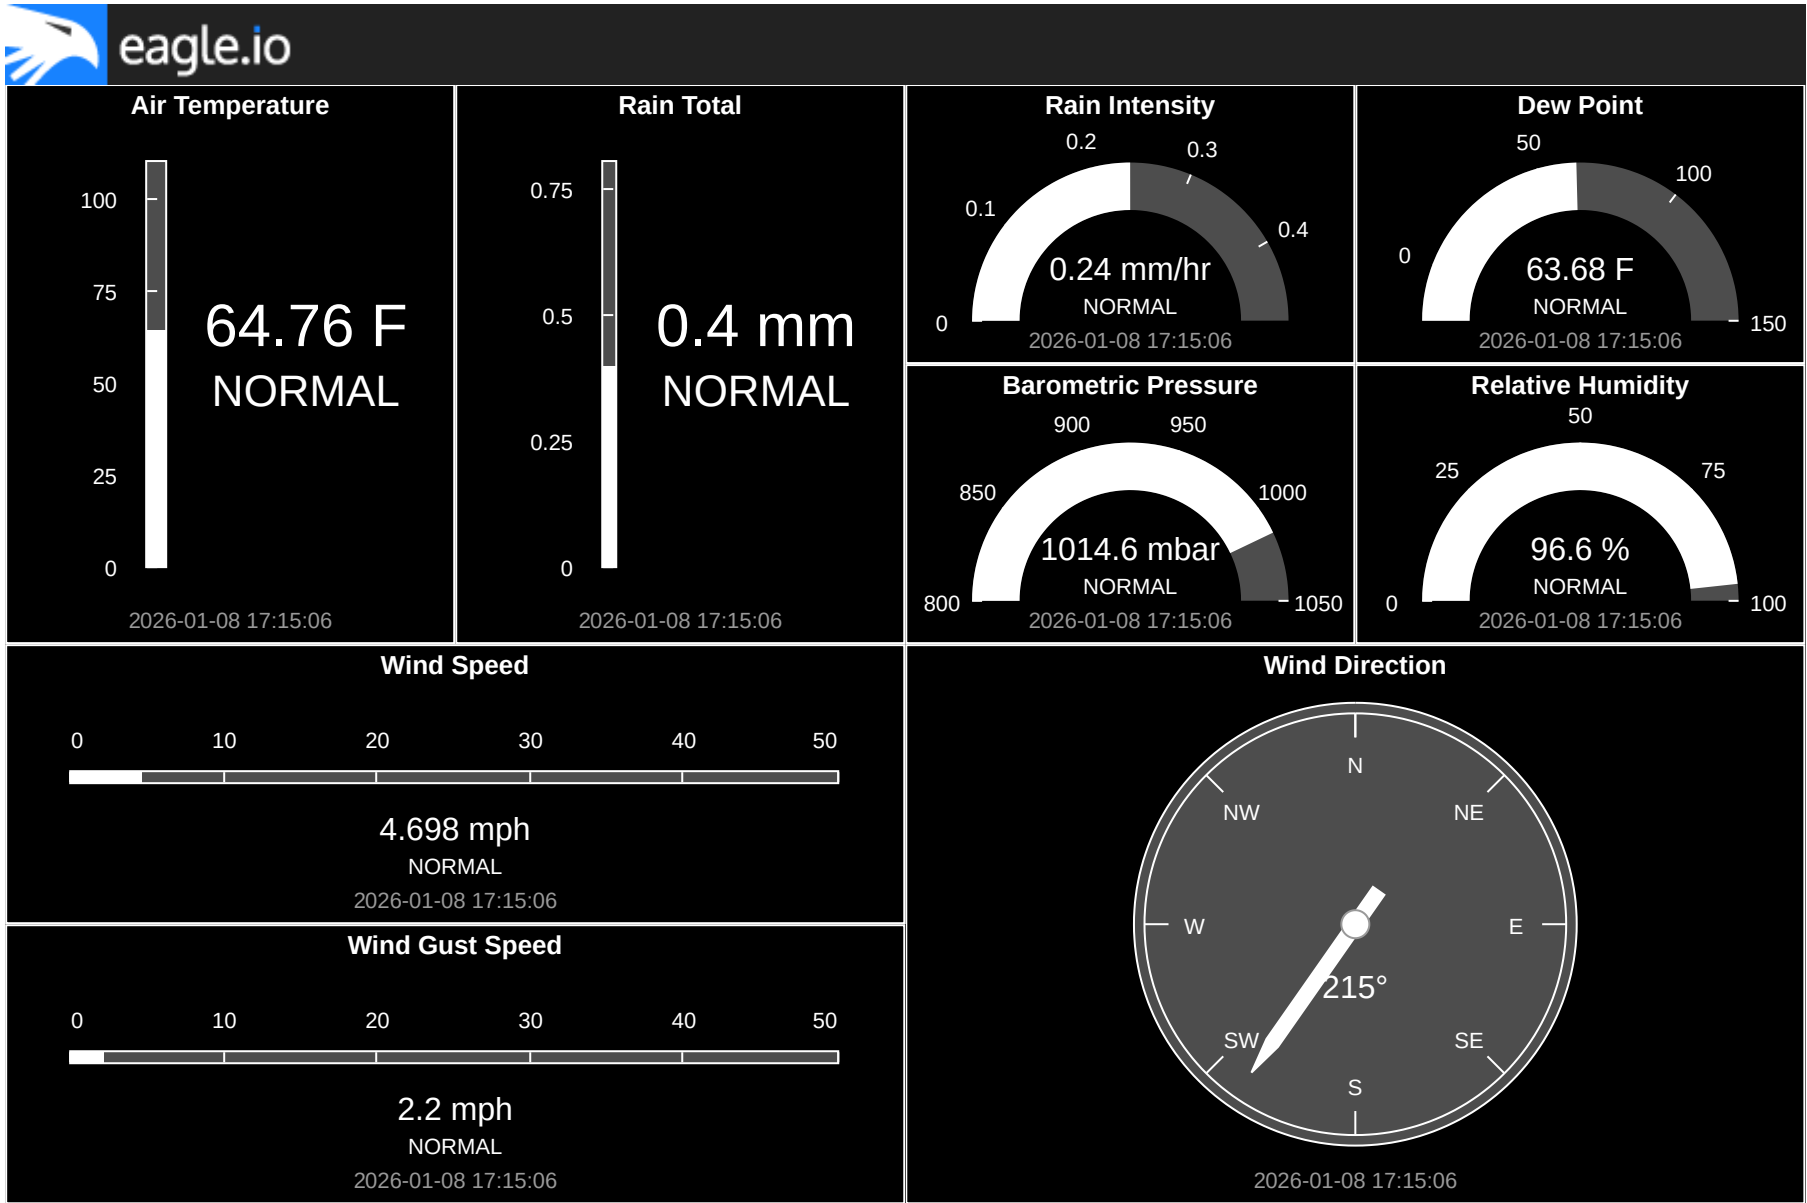 eagle.io
Air Temperature
100
75
50
25
0
64.76 F
NORMAL
2026-01-08 17:15:06
Rain Total
0.75
0.5
0.25
0
0.4 mm
NORMAL
2026-01-08 17:15:06
Rain Intensity
0
0.1
0.2
0.3
0.4
0.24 mm/hr
NORMAL
2026-01-08 17:15:06
Dew Point
0
50
100
150
63.68 F
NORMAL
2026-01-08 17:15:06
Barometric Pressure
800
850
900
950
1000
1050
1014.6 mbar
NORMAL
2026-01-08 17:15:06
Relative Humidity
0
25
50
75
100
96.6 %
NORMAL
2026-01-08 17:15:06
Wind Speed
0 10 20 30 40 50
4.698 mph
NORMAL
2026-01-08 17:15:06
Wind Gust Speed
0 10 20 30 40 50
2.2 mph
NORMAL
2026-01-08 17:15:06
Wind Direction
N
NW NE
W E
215°
SW SE
S
2026-01-08 17:15:06